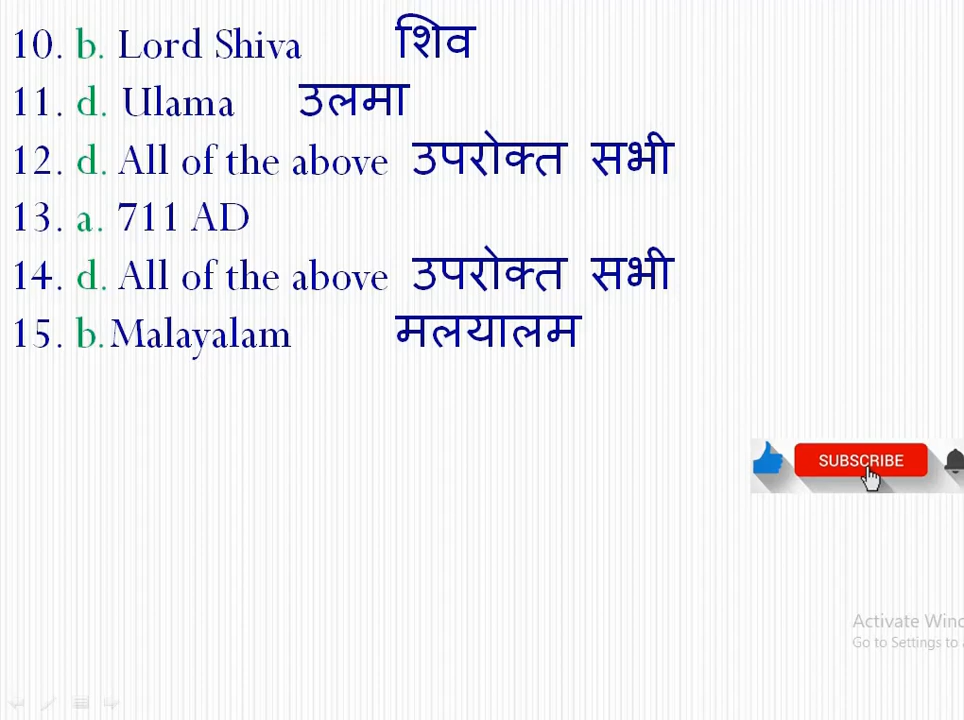 10. b. Lord Shiva शिव
11. d. Ulama उलमा
12. d. All of the above उपरोक्त सभी
13. a. 711 AD
14. d. All of the above उपरोक्त सभी
15. b. Malayalam मलयालम
SUBSCRIBE
Activate Winc
Go to Settings to